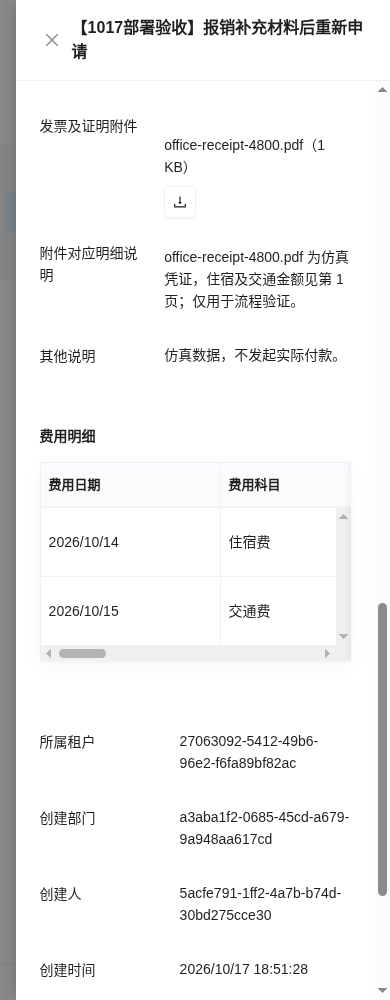 【1017部署验收】报销补充材料后重新申
请
发票及证明附件
office-receipt-4800.pdf（1
KB）
附件对应明细说
明
office-receipt-4800.pdf 为仿真
凭证，住宿及交通金额见第 1
页；仅用于流程验证。
其他说明
仿真数据，不发起实际付款。
费用明细
费用日期 费用科目
2026/10/14 住宿费
2026/10/15 交通费
所属租户
27063092-5412-49b6-
96e2-f6fa89bf82ac
创建部门
a3aba1f2-0685-45cd-a679-
9a948aa617cd
创建人
5acfe791-1ff2-4a7b-b74d-
30bd275cce30
创建时间
2026/10/17 18:51:28